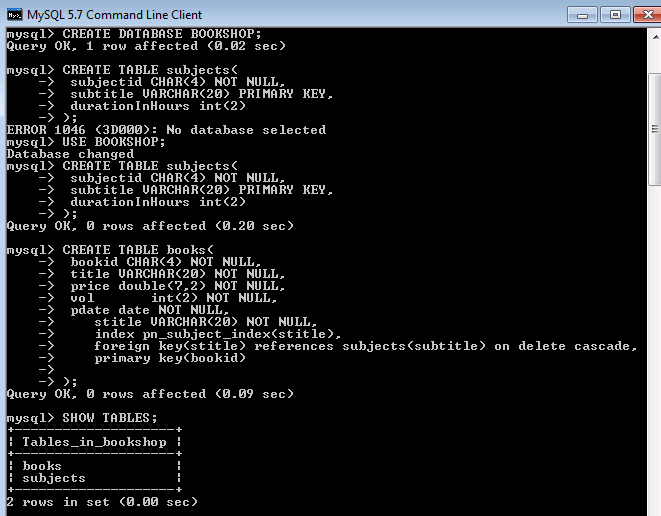 MySQL 5.7 Command Line Client
mysql> CREATE DATABASE BOOKSHOP;
Query OK, 1 row affected (0.02 sec)
mysql> CREATE TABLE subjects(
    ->  subjectid CHAR(4) NOT NULL,
    ->  subtitle VARCHAR(20) PRIMARY KEY,
    ->  durationInHours int(2)
    -> );
ERROR 1046 (3D000): No database selected
mysql> USE BOOKSHOP;
Database changed
mysql> CREATE TABLE subjects(
    ->  subjectid CHAR(4) NOT NULL,
    ->  subtitle VARCHAR(20) PRIMARY KEY,
    ->  durationInHours int(2)
    -> );
Query OK, 0 rows affected (0.20 sec)
mysql> CREATE TABLE books(
    ->  bookid CHAR(4) NOT NULL,
    ->  title VARCHAR(20) NOT NULL,
    ->  price double(7,2) NOT NULL,
    ->  vol       int(2) NOT NULL,
    ->  pdate date NOT NULL,
    ->     stitle VARCHAR(20) NOT NULL,
    ->     index pn_subject_index(stitle),
    ->     foreign key(stitle) references subjects(subtitle) on delete cascade,
    ->     primary key(bookid)
    ->
    -> );
Query OK, 0 rows affected (0.09 sec)
mysql> SHOW TABLES;
+--------------------+
| Tables_in_bookshop |
+--------------------+
| books              |
| subjects           |
+--------------------+
2 rows in set (0.00 sec)